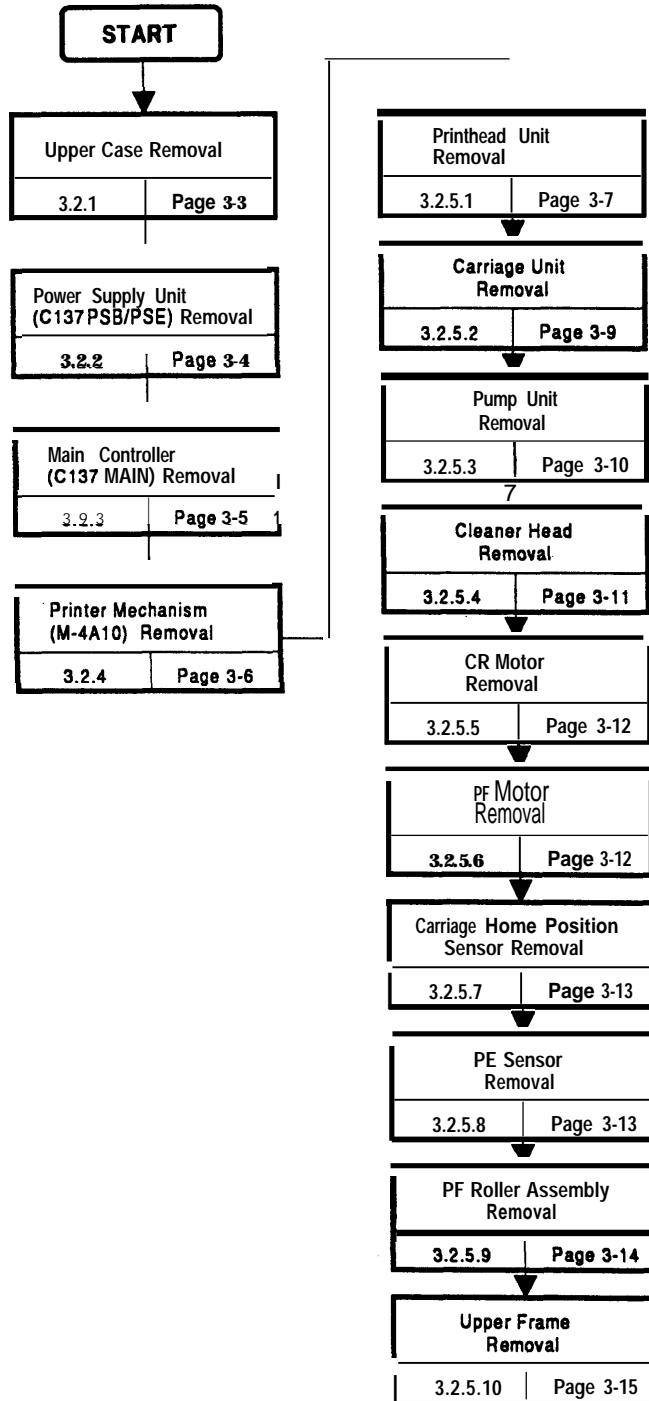 START
Upper Case Removal
3.2.1 Page 3-3
Power Supply Unit
(C137 PSB/PSE) Removal
3.2.2 Page 3-4
Main Controller
(C137 MAIN) Removal
3.9.3 Page 3-5 1
Printer Mechanism
(M-4A10) Removal
3.2.4 Page 3-6
Printhead Unit
Removal
3.2.5.1 Page 3-7
Carriage Unit
Removal
3.2.5.2 Page 3-9
Pump Unit
Removal
3.2.5.3 Page 3-10
7
Cleaner Head
Removal
3.2.5.4 Page 3-11
CR Motor
Removal
3.2.5.5 Page 3-12
PF Motor
Removal
3.2.5.6 Page 3-12
Carriage Home Position
Sensor Removal
3.2.5.7 Page 3-13
PE Sensor
Removal
3.2.5.8 Page 3-13
PF Roller Assembly
Removal
3.2.5.9 Page 3-14
Upper Frame
Removal
3.2.5.10 Page 3-15